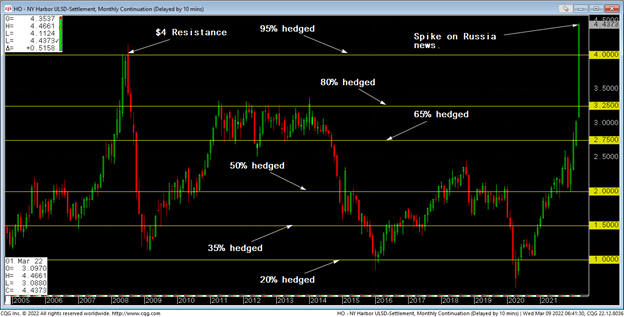 HO - NY Harbor ULSD-Settlement, Monthly Continuation (Delayed by 10 mins)
O= 4.3537
H= 4.4661
L= 4.1124
L= 4.4373
Δ= +0.5158
$4 Resistance
95% hedged
Spike on Russia
news.
4.5000
4.4373
4.0000
80% hedged
3.5000
3.2500
65% hedged
2.7500
2.5000
50% hedged
2.0000
1.5000
35% hedged
1.0000
20% hedged
01 Mar 22
O= 3.0970
H= 4.4661
L= 3.0880
L= 4.4373
2005 2006 2007 2008 2009 2010 2011 2012 2013 2014 2015 2016 2017 2018 2019 2020 2021
CQG Inc. © 2022 All rights reserved worldwide. http://www.cqg.com
HO - NY Harbor ULSD-Settlement, Monthly Continuation (Delayed by 10 mins) | Wed Mar 09 2022 06:41:30, CQG 22.12.8036